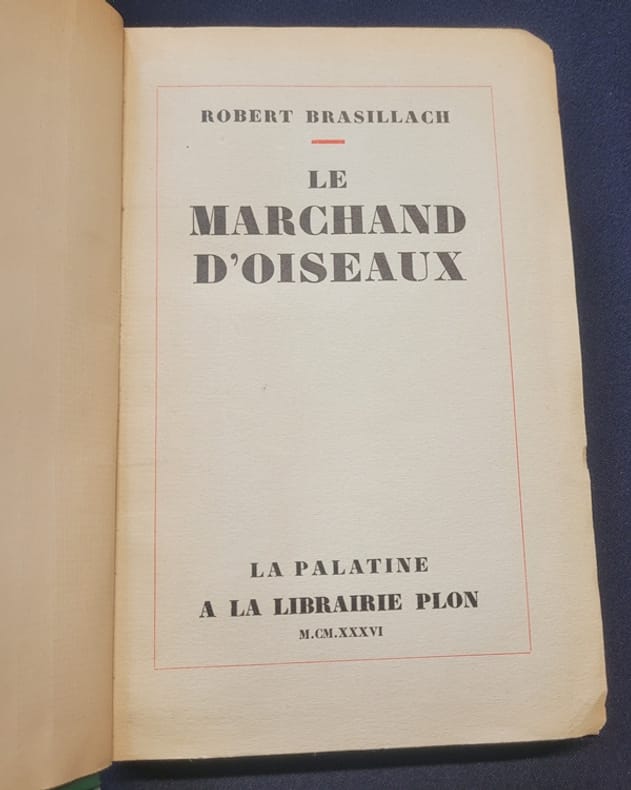 ROBERT BRASILLACH
LE
MARCHAND
D'OISEAUX
LA PALATINE
A LA LIBRAIRIE PLON
M.CM.XXXVI